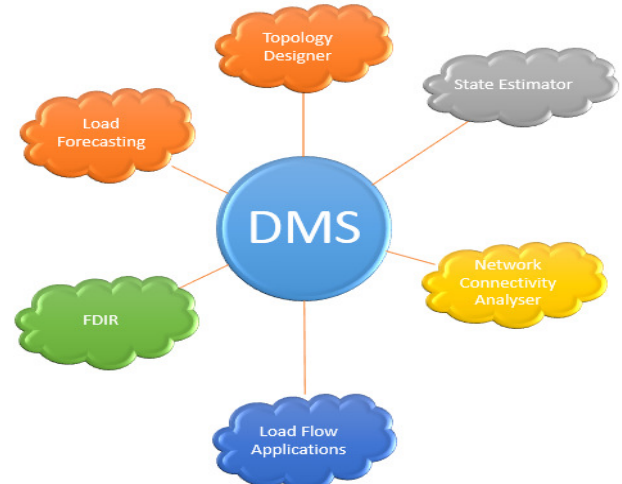 Topology
Designer
State Estimator
Load
Forecasting
DMS
Network
Connectivity
Analyser
FDIR
Load Flow
Applications